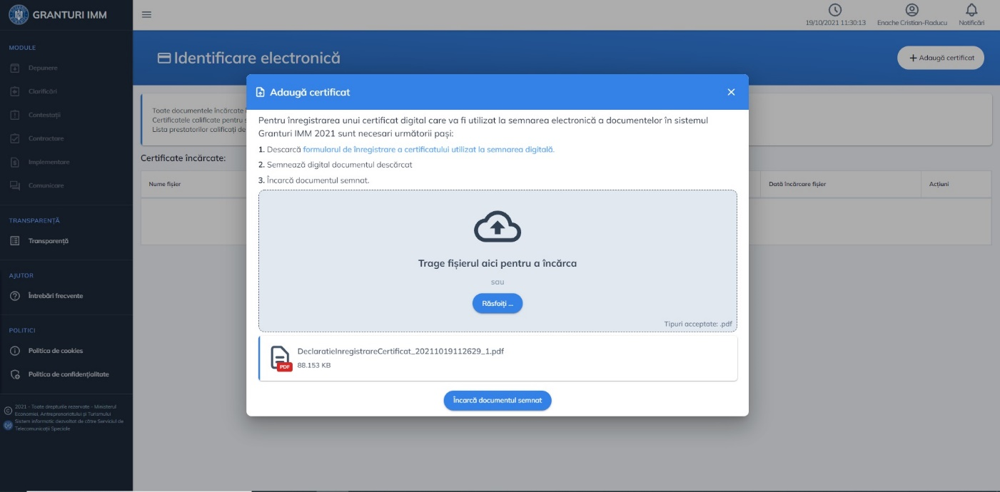 GRANTURI IMM
19/10/2021 11:30:13
Enache Cristian-Raducu
Notificări
MODULE
Depunere
Clarificări
Contestații
Contractare
Implementare
Comunicare
TRANSPARENȚĂ
Transparență
AJUTOR
Întrebări frecvente
POLITICI
Politica de cookies
Politica de confidențialitate
2021 - Toate drepturile rezervate - Ministerul
Economiei, Antreprenoriatului și Turismului
Sistem informatic dezvoltat de către Serviciul de
Telecomunicații Speciale
Identificare electronică
+ Adaugă certificat
Toate documentele încărcate
Certificatele calificate pentru
Lista prestatorilor calificați de
Certificate încărcate:
Nume fișier
Dată încărcare fișier
Acțiuni
Adaugă certificat
Pentru înregistrarea unui certificat digital care va fi utilizat la semnarea electronică a documentelor în sistemul
Granturi IMM 2021 sunt necesari următorii pași:
1. Descarcă formularul de înregistrare a certificatului utilizat la semnarea digitală.
2. Semnează digital documentul descărcat
3. Încarcă documentul semnat.
Trage fișierul aici pentru a încărca
sau
Răsfoiți ...
Tipuri acceptate: .pdf
PDF
DeclaratieInregistrareCertificat_20211019112629_1.pdf
88.153 KB
Încarcă documentul semnat